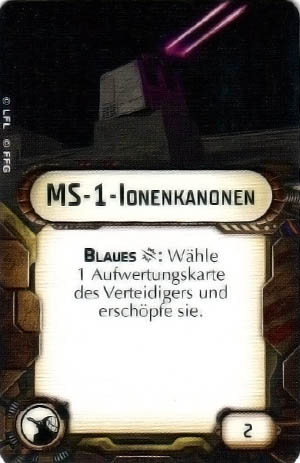 © LFL © FFG
MS-1-IONENKANONEN
BLAUES : Wähle
1 Aufwertungskarte
des Verteidigers und
erschöpfe sie.
2